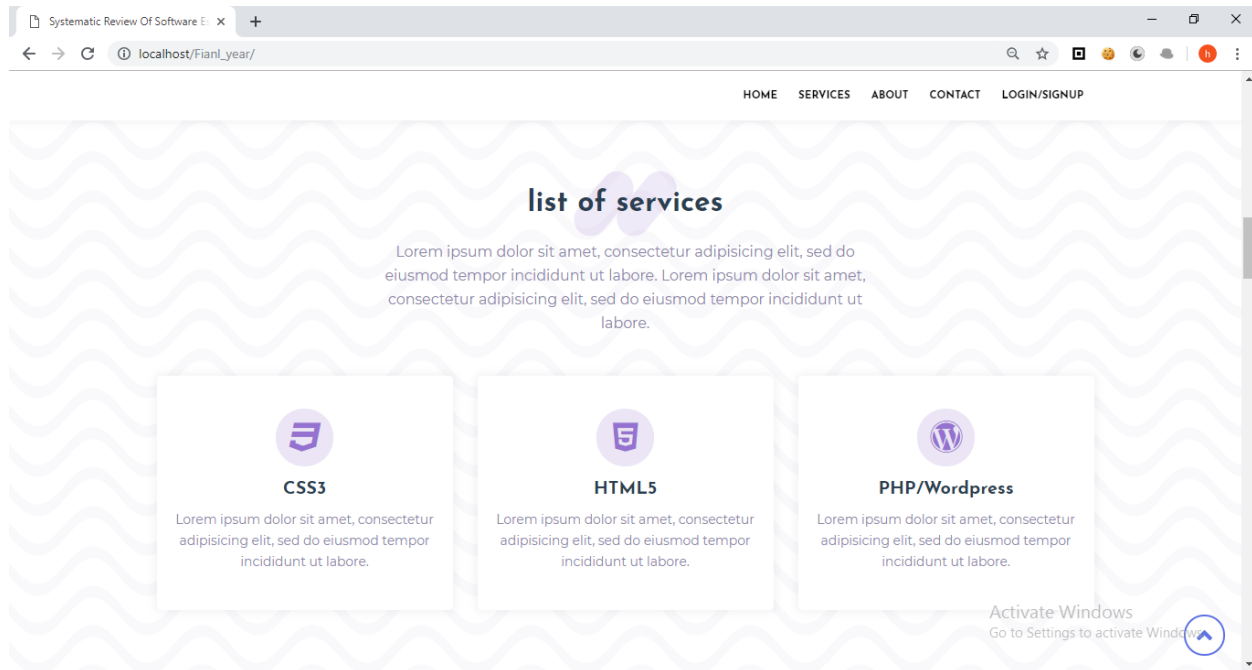 Systematic Review Of Software E
localhost/Fianl_year/
h
HOME SERVICES ABOUT CONTACT LOGIN/SIGNUP
list of services
Lorem ipsum dolor sit amet, consectetur adipisicing elit, sed do
eiusmod tempor incididunt ut labore. Lorem ipsum dolor sit amet,
consectetur adipisicing elit, sed do eiusmod tempor incididunt ut
labore.
CSS3
Lorem ipsum dolor sit amet, consectetur
adipisicing elit, sed do eiusmod tempor
incididunt ut labore.
HTML5
Lorem ipsum dolor sit amet, consectetur
adipisicing elit, sed do eiusmod tempor
incididunt ut labore.
PHP/Wordpress
Lorem ipsum dolor sit amet, consectetur
adipisicing elit, sed do eiusmod tempor
incididunt ut labore.
Activate Windows
Go to Settings to activate Windows.